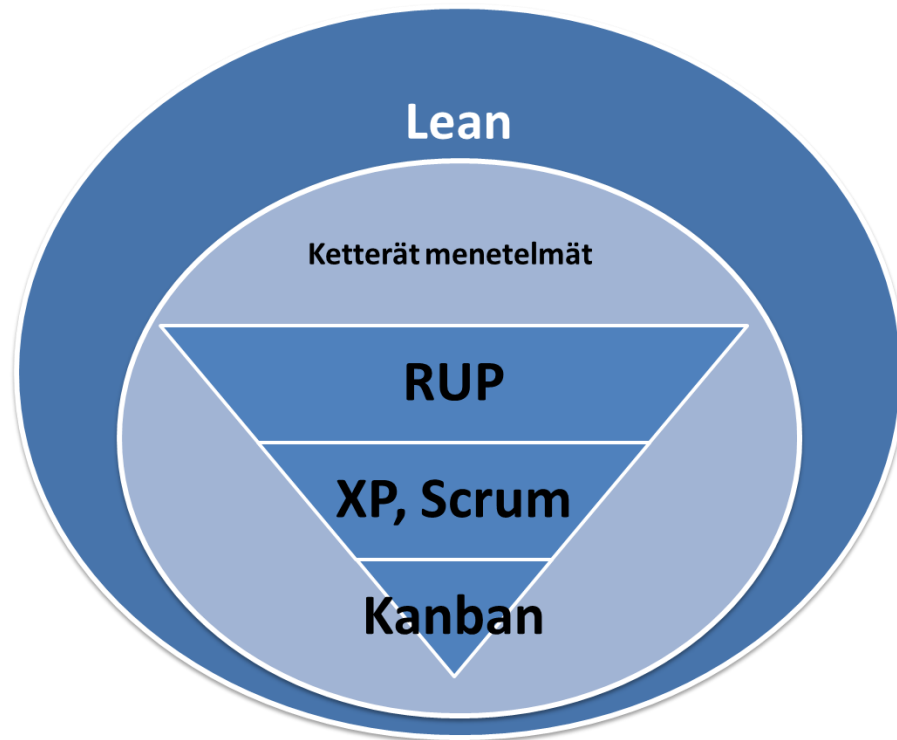 Lean
Ketterät menetelmät
RUP
XP, Scrum
Kanban